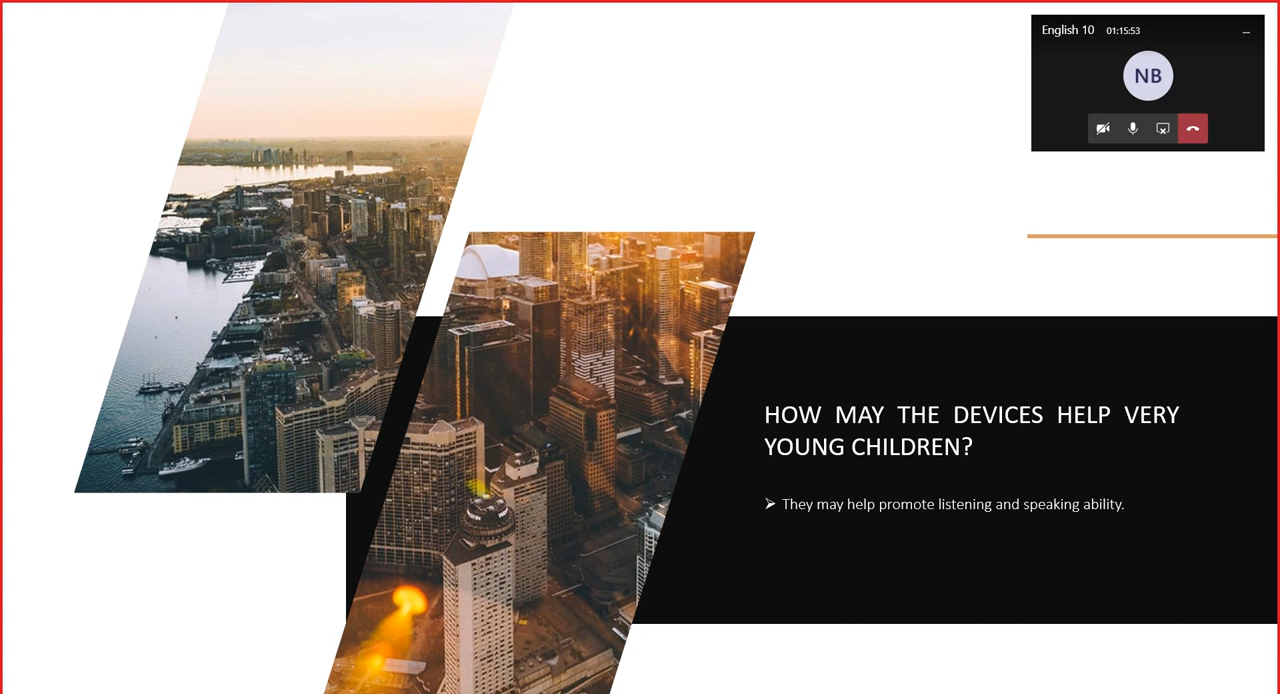 English 10 01:15:53
NB
HOW MAY THE DEVICES HELP VERY
YOUNG CHILDREN?
➢ They may help promote listening and speaking ability.